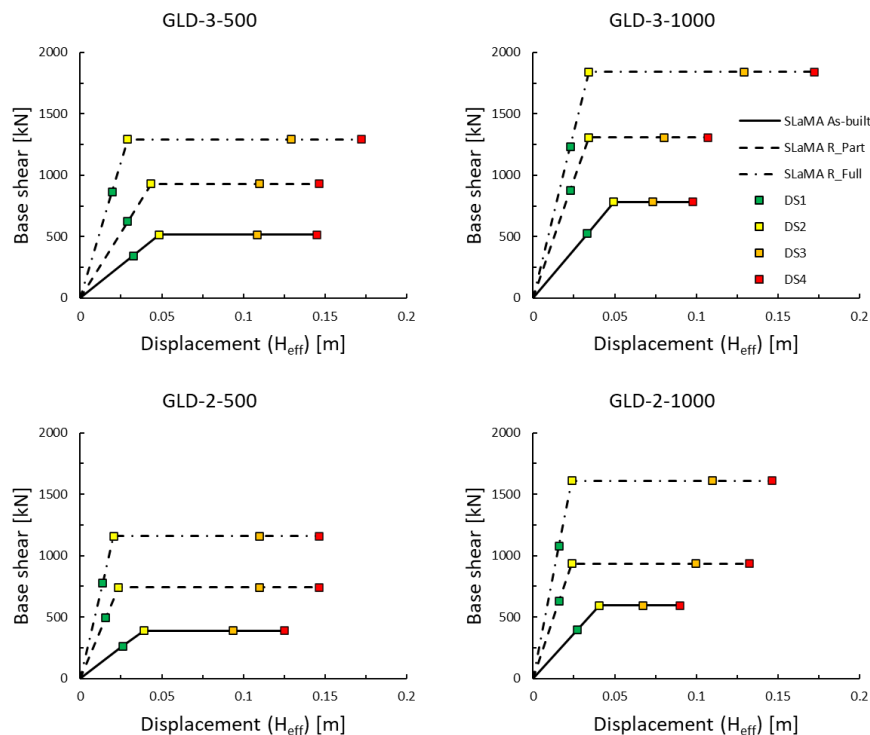 GLD-3-500
Base shear [kN]
2000
1500
1000
500
0
0
0.05
0.1
0.15
0.2
Displacement (Heff) [m]
GLD-3-1000
Base shear [kN]
2000
1500
1000
500
0
0
0.05
0.1
0.15
0.2
Displacement (Heff) [m]
SLaMA As-built
SLaMA R_Part
SLaMA R_Full
DS1
DS2
DS3
DS4
GLD-2-500
Base shear [kN]
2000
1500
1000
500
0
0
0.05
0.1
0.15
0.2
Displacement (Heff) [m]
GLD-2-1000
Base shear [kN]
2000
1500
1000
500
0
0
0.05
0.1
0.15
0.2
Displacement (Heff) [m]